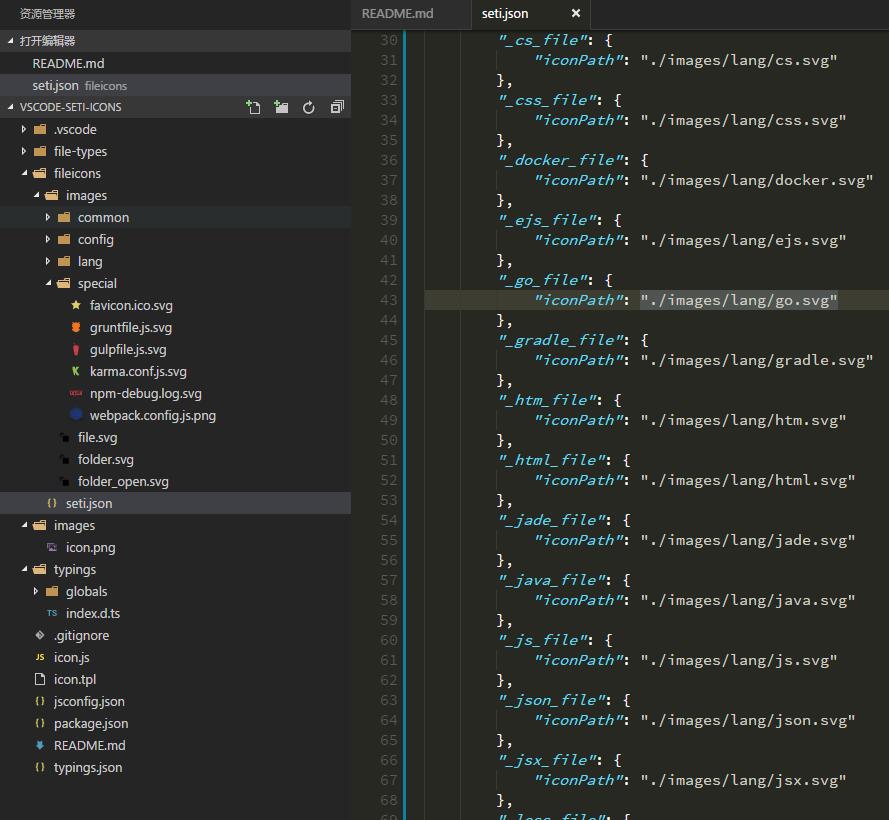 资源管理器
打开编辑器
README.md
seti.json fileicons
VSCODE-SETI-ICONS
.vscode
file-types
fileicons
images
common
config
lang
special
favicon.ico.svg
gruntfile.js.svg
gulpfile.js.svg
karma.conf.js.svg
npm-debug.log.svg
webpack.config.js.png
file.svg
folder.svg
folder_open.svg
{ } seti.json
images
icon.png
typings
globals
TS index.d.ts
.gitignore
JS icon.js
icon.tpl
{ } jsconfig.json
{ } package.json
README.md
{ } typings.json
README.md seti.json ×
30 "_cs_file": {
31 "iconPath": "./images/lang/cs.svg"
32 },
33 "_css_file": {
34 "iconPath": "./images/lang/css.svg"
35 },
36 "_docker_file": {
37 "iconPath": "./images/lang/docker.svg"
38 },
39 "_ejs_file": {
40 "iconPath": "./images/lang/ejs.svg"
41 },
42 "_go_file": {
43 "iconPath": "./images/lang/go.svg"
44 },
45 "_gradle_file": {
46 "iconPath": "./images/lang/gradle.svg"
47 },
48 "_htm_file": {
49 "iconPath": "./images/lang/htm.svg"
50 },
51 "_html_file": {
52 "iconPath": "./images/lang/html.svg"
53 },
54 "_jade_file": {
55 "iconPath": "./images/lang/jade.svg"
56 },
57 "_java_file": {
58 "iconPath": "./images/lang/java.svg"
59 },
60 "_js_file": {
61 "iconPath": "./images/lang/js.svg"
62 },
63 "_json_file": {
64 "iconPath": "./images/lang/json.svg"
65 },
66 "_jsx_file": {
67 "iconPath": "./images/lang/jsx.svg"
68 },